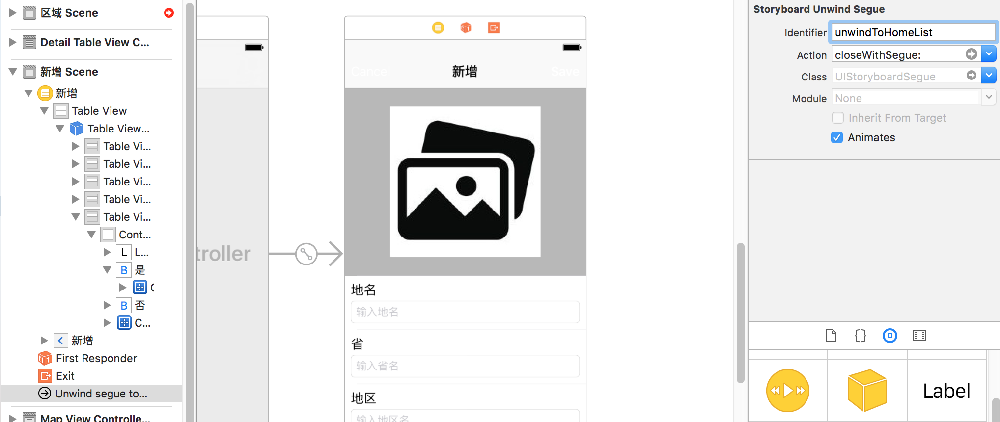 区域 Scene
Detail Table View C...
新增 Scene
新增
Table View
Table View...
Table Vi...
Table Vi...
Table Vi...
Table Vi...
Table Vi...
Cont...
L L...
B 是
B 否
C...
新增
First Responder
Exit
Unwind segue to...
Map View Controlle...
troller
Cancel 新增 Save
地名
输入地名
省
输入省名
地区
输入地区名
Storyboard Unwind Segue
Identifier unwindToHomeList
Action closeWithSegue:
Class UIStoryboardSegue
Module None
Inherit From Target
Animates
{}
Label